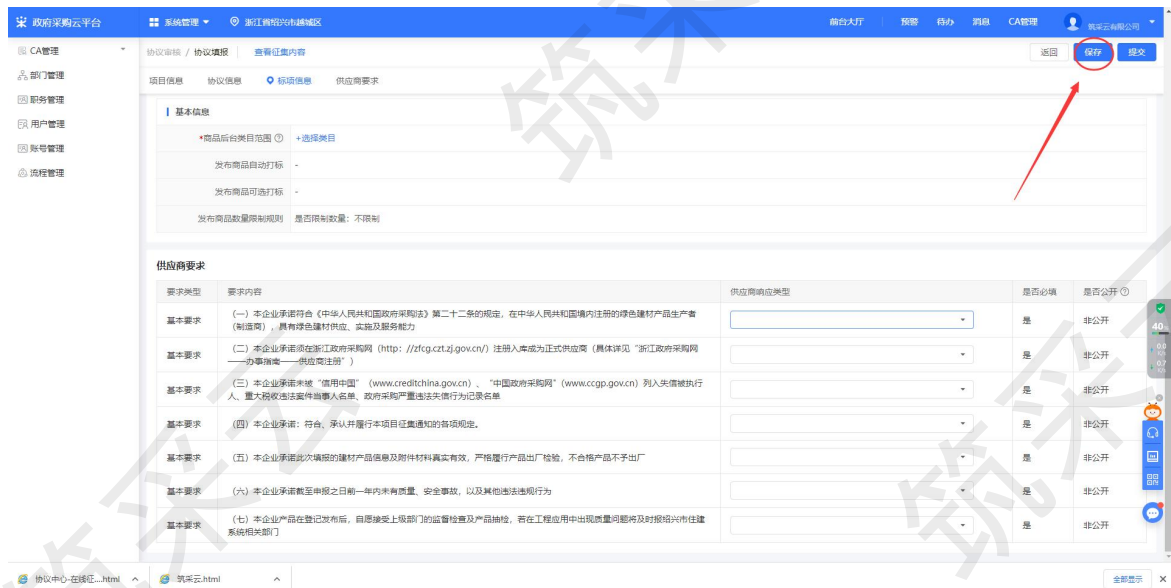 政府采购云平台 系统管理 浙江省绍兴市越城区 前台大厅 预警 待办 消息 CA管理 筑采云有限公司
CA管理
部门管理
职务管理
用户管理
账号管理
流程管理
协议审核 / 协议填报 查看征集内容 返回 保存 提交
项目信息 协议信息 标项信息 供应商要求
基本信息
*商品后台类目范围 +选择类目
发布商品自动打标 -
发布商品可选打标 -
发布商品数量限制规则 是否限制数量:不限制
供应商要求
要求类型 要求内容 供应商响应类型 是否必填 是否公开
基本要求 (一)本企业承诺符合《中华人民共和国政府采购法》第二十二条的规定,在中华人民共和国境内注册的绿色建材产品生产者
(制造商),具有绿色建材供应、实施及服务能力 是 非公开
基本要求 (二)本企业承诺须在浙江政府采购网(http://zfcg.czt.zj.gov.cn/)注册入库成为正式供应商(具体详见“浙江政府采购网
——办事指南——供应商注册”) 是 非公开
基本要求 (三)本企业承诺未被“信用中国”(www.creditchina.gov.cn)、“中国政府采购网”(www.ccgp.gov.cn)列入失信被执行
人、重大税收违法案件当事人名单、政府采购严重违法失信行为记录名单 是 非公开
基本要求 (四)本企业承诺:符合、承认并履行本项目征集通知的各项规定。 是 非公开
基本要求 (五)本企业承诺此次填报的建材产品信息及附件材料真实有效,严格履行产品出厂检验,不合格产品不予出厂 是 非公开
基本要求 (六)本企业承诺截至申报之日前一年内未有质量、安全事故,以及其他违法违规行为 是 非公开
基本要求 (七)本企业产品在登记发布后,自愿接受上级部门的监督检查及产品抽检,若在工程应用中出现质量问题将及时报绍兴市住建
系统相关部门 是 非公开
40%
0.0
K/s
0.7
K/s
协议中心-在线征....html 筑采云.html 全部显示
筑采云